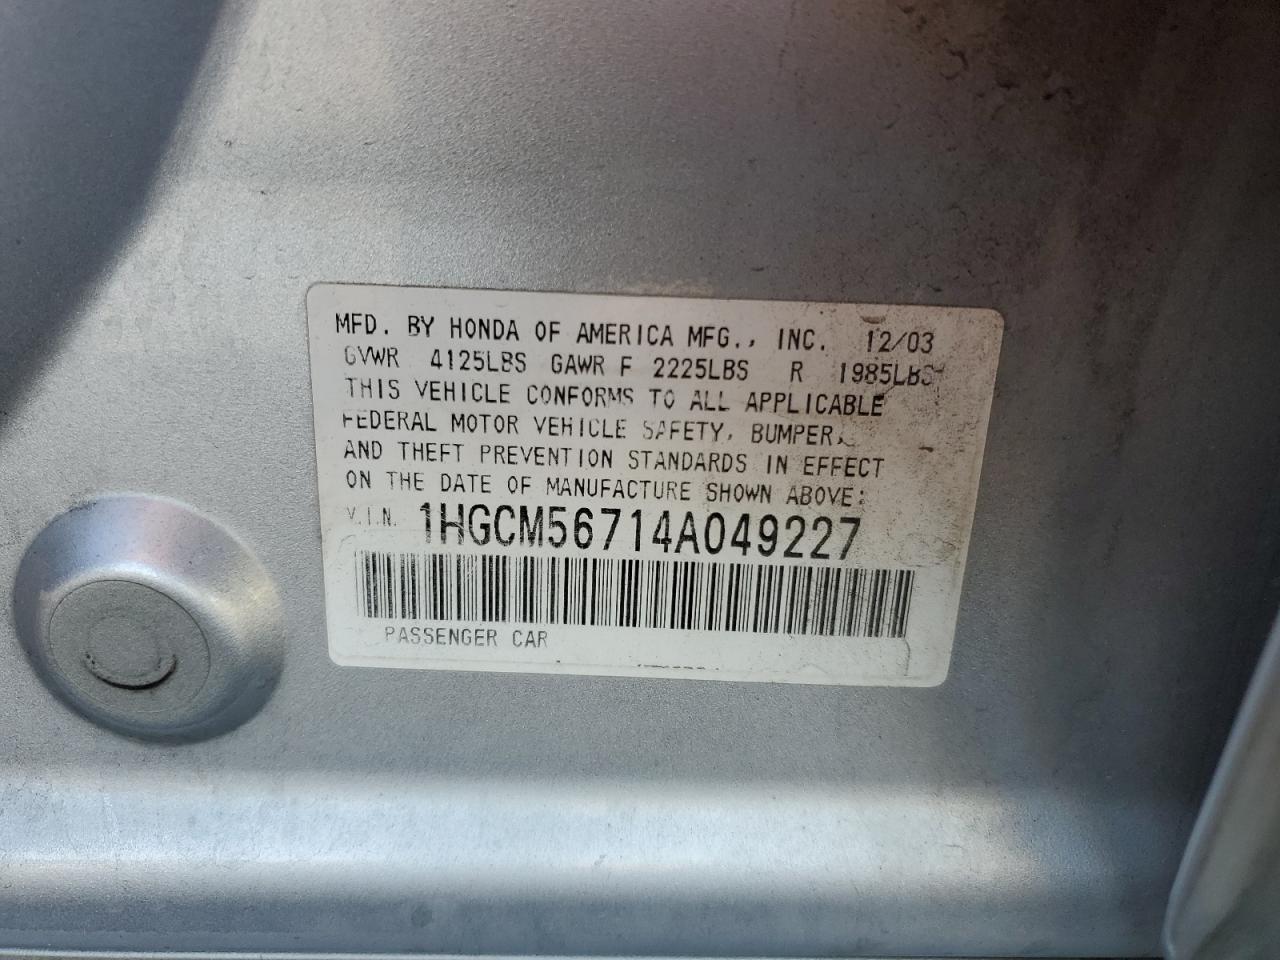 MFD. BY HONDA OF AMERICA MFG., INC. 12/03
GVWR 4125LBS GAWR F 2225LBS R 1985LBS
THIS VEHICLE CONFORMS TO ALL APPLICABLE
FEDERAL MOTOR VEHICLE SAFETY, BUMPER,
AND THEFT PREVENTION STANDARDS IN EFFECT
ON THE DATE OF MANUFACTURE SHOWN ABOVE:
V.I.N. 1HGCM56714A049227
PASSENGER CAR